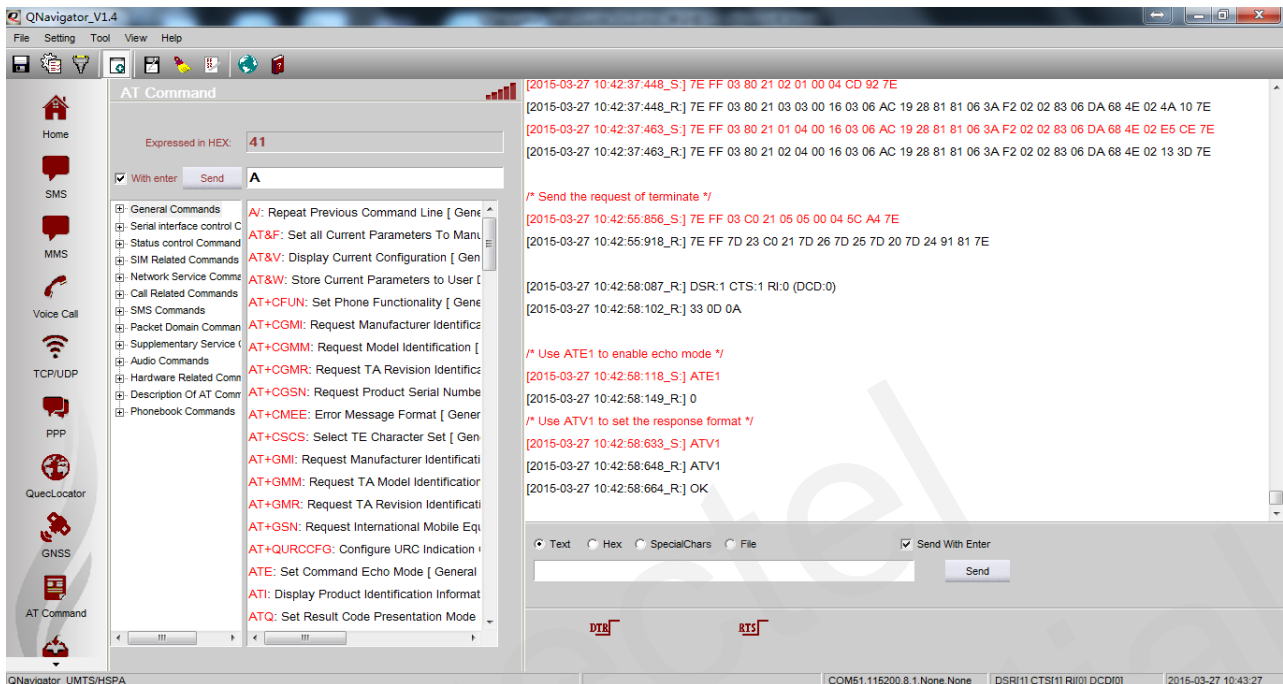 QNavigator_V1.4
File Setting Tool View Help
Home
SMS
MMS
Voice Call
TCP/UDP
PPP
QuecLocator
GNSS
AT Command
AT Command
Expressed in HEX: 41
With enter Send A
General Commands
Serial interface control C
Status control Command
SIM Related Commands
Network Service Comma
Call Related Commands
SMS Commands
Packet Domain Comman
Supplementary Service (
Audio Commands
Hardware Related Comm
Description Of AT Comm
Phonebook Commands
A/: Repeat Previous Command Line [ Gene
AT&F: Set all Current Parameters To Manu
AT&V: Display Current Configuration [ Gen
AT&W: Store Current Parameters to User D
AT+CFUN: Set Phone Functionality [ Gene
AT+CGMI: Request Manufacturer Identifica
AT+CGMM: Request Model Identification [
AT+CGMR: Request TA Revision Identifica
AT+CGSN: Request Product Serial Numbe
AT+CMEE: Error Message Format [ Gener
AT+CSCS: Select TE Character Set [ Gen
AT+GMI: Request Manufacturer Identificati
AT+GMM: Request TA Model Identification
AT+GMR: Request TA Revision Identificati
AT+GSN: Request International Mobile Equ
AT+QURCCFG: Configure URC Indication
ATE: Set Command Echo Mode [ General
ATI: Display Product Identification Informat
ATQ: Set Result Code Presentation Mode
[2015-03-27 10:42:37:448_S:] 7E FF 03 80 21 02 01 00 04 CD 92 7E
[2015-03-27 10:42:37:448_R:] 7E FF 03 80 21 03 03 00 16 03 06 AC 19 28 81 81 06 3A F2 02 02 83 06 DA 68 4E 02 4A 10 7E
[2015-03-27 10:42:37:463_S:] 7E FF 03 80 21 01 04 00 16 03 06 AC 19 28 81 81 06 3A F2 02 02 83 06 DA 68 4E 02 E5 CE 7E
[2015-03-27 10:42:37:463_R:] 7E FF 03 80 21 02 04 00 16 03 06 AC 19 28 81 81 06 3A F2 02 02 83 06 DA 68 4E 02 13 3D 7E
/* Send the request of terminate */
[2015-03-27 10:42:55:856_S:] 7E FF 03 C0 21 05 05 00 04 5C A4 7E
[2015-03-27 10:42:55:918_R:] 7E FF 7D 23 C0 21 7D 26 7D 25 7D 20 7D 24 91 81 7E
[2015-03-27 10:42:58:087_R:] DSR:1 CTS:1 RI:0 (DCD:0)
[2015-03-27 10:42:58:102_R:] 33 0D 0A
/* Use ATE1 to enable echo mode */
[2015-03-27 10:42:58:118_S:] ATE1
[2015-03-27 10:42:58:149_R:] 0
/* Use ATV1 to set the response format */
[2015-03-27 10:42:58:633_S:] ATV1
[2015-03-27 10:42:58:648_R:] ATV1
[2015-03-27 10:42:58:664_R:] OK
Text Hex SpecialChars File Send With Enter
Send
DTR RTS
QNavigator UMTS/HSPA COM51,115200,8,1,None,None DSR[1] CTS[1] RI[0] DCD[0] 2015-03-27 10:43:27